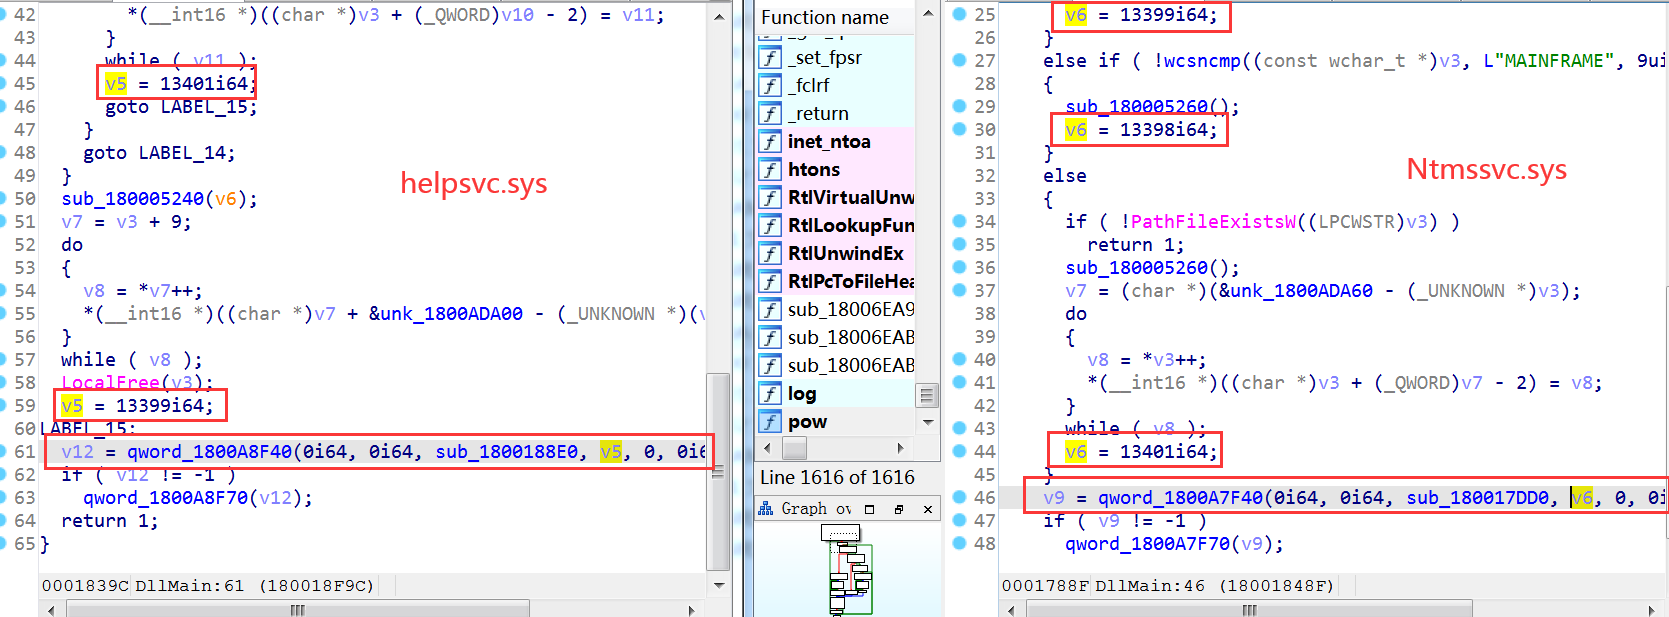 42 *(__int16 *)((char *)v3 + (_QWORD)v10 - 2) = v11;
43 }
44 while ( v11 );
45 v5 = 13401i64;
46 goto LABEL_15;
47 }
48 goto LABEL_14;
49 }
50 sub_180005240(v6);
51 v7 = v3 + 9;
52 do
53 {
54 v8 = *v7++;
55 *(__int16 *)((char *)v7 + &unk_1800ADA00 - (_UNKNOWN *)(
56 }
57 while ( v8 );
58 LocalFree(v3);
59 v5 = 13399i64;
60 LABEL_15:
61 v12 = qword_1800A8F40(0i64, 0i64, sub_1800188E0, v5, 0, 0i6
62 if ( v12 != -1 )
63 qword_1800A8F70(v12);
64 return 1;
65 }
helpsvc.sys
0001839C DllMain:61 (180018F9C)
Function name
_set_fpsr
_fclrf
_return
inet_ntoa
htons
RtlVirtualUnw
RtlLookupFun
RtlUnwindEx
RtlPcToFileHea
sub_18006EA9
sub_18006EAB
sub_18006EAB
log
pow
Line 1616 of 1616
Graph ov
25 v6 = 13399i64;
26 }
27 else if ( !wcsncmp((const wchar_t *)v3, L"MAINFRAME", 9ui
28 {
29 sub_180005260();
30 v6 = 13398i64;
31 }
32 else
33 {
34 if ( !PathFileExistsW((LPCWSTR)v3) )
35 return 1;
36 sub_180005260();
37 v7 = (char *)(&unk_1800ADA60 - (_UNKNOWN *)v3);
38 do
39 {
40 v8 = *v3++;
41 *(__int16 *)((char *)v3 + (_QWORD)v7 - 2) = v8;
42 }
43 while ( v8 );
44 v6 = 13401i64;
45 }
46 v9 = qword_1800A7F40(0i64, 0i64, sub_180017DD0, v6, 0, 0i
47 if ( v9 != -1 )
48 qword_1800A7F70(v9);
Ntmssvc.sys
0001788F DllMain:46 (18001848F)